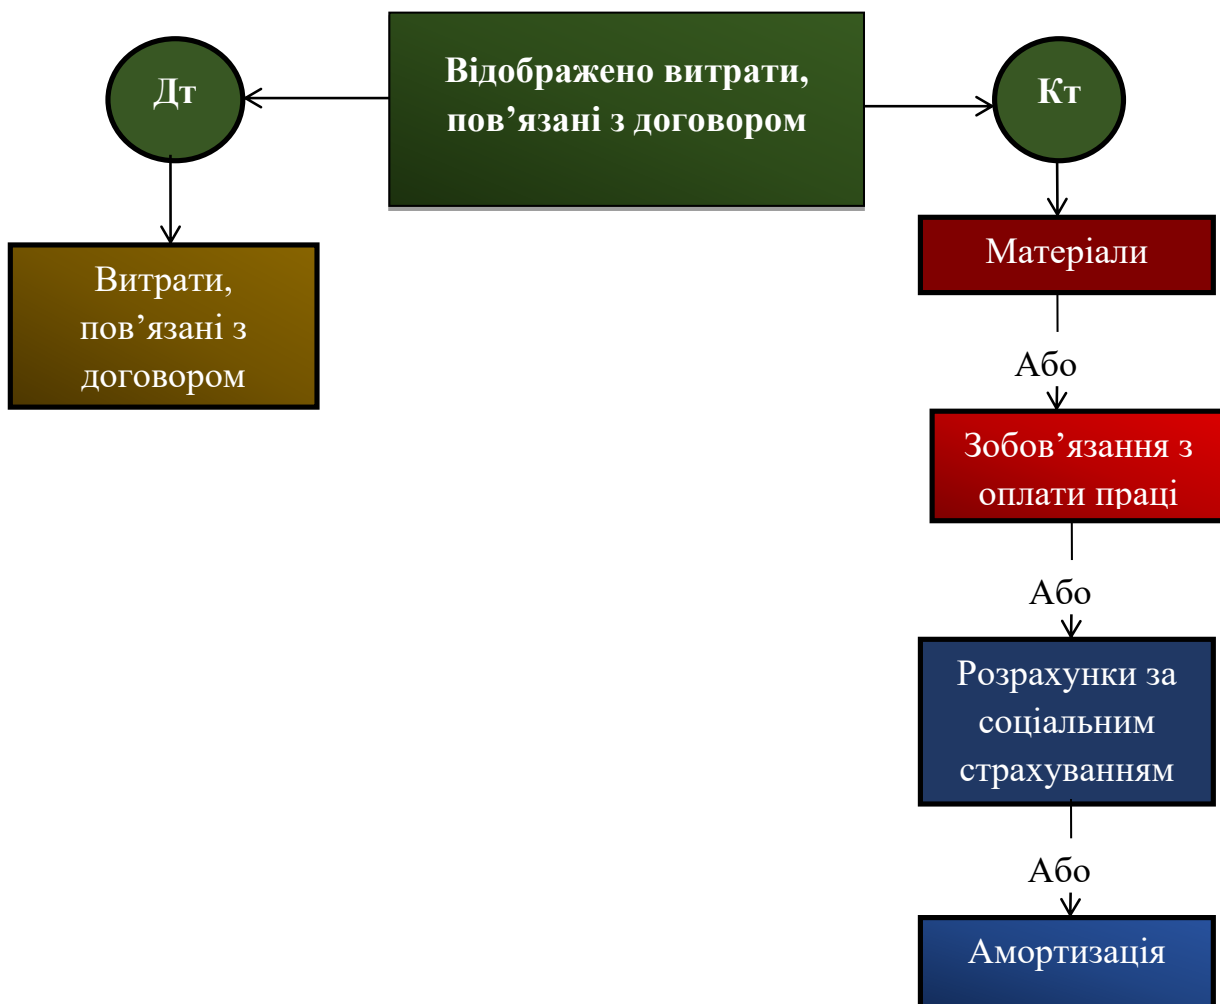 Відображено витрати,
пов’язані з договором
Дт
Кт
Витрати,
пов’язані з
договором
Матеріали
Або
Зобов’язання з
оплати праці
Або
Розрахунки за
соціальним
страхуванням
Або
Амортизація